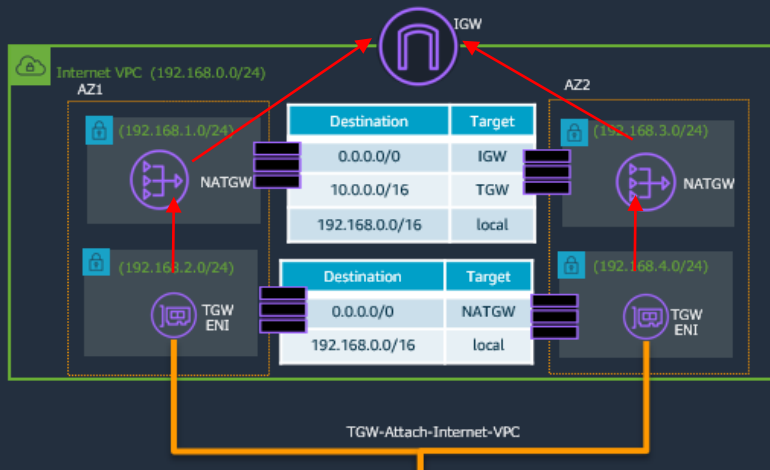 IGW
Internet VPC (192.168.0.0/24)
AZ1
AZ2
(192.168.1.0/24)
NATGW
Destination Target
0.0.0.0/0 IGW
10.0.0.0/16 TGW
192.168.0.0/16 local
(192.168.3.0/24)
NATGW
(192.168.2.0/24)
TGW
ENI
Destination Target
0.0.0.0/0 NATGW
192.168.0.0/16 local
(192.168.4.0/24)
TGW
ENI
TGW-Attach-Internet-VPC